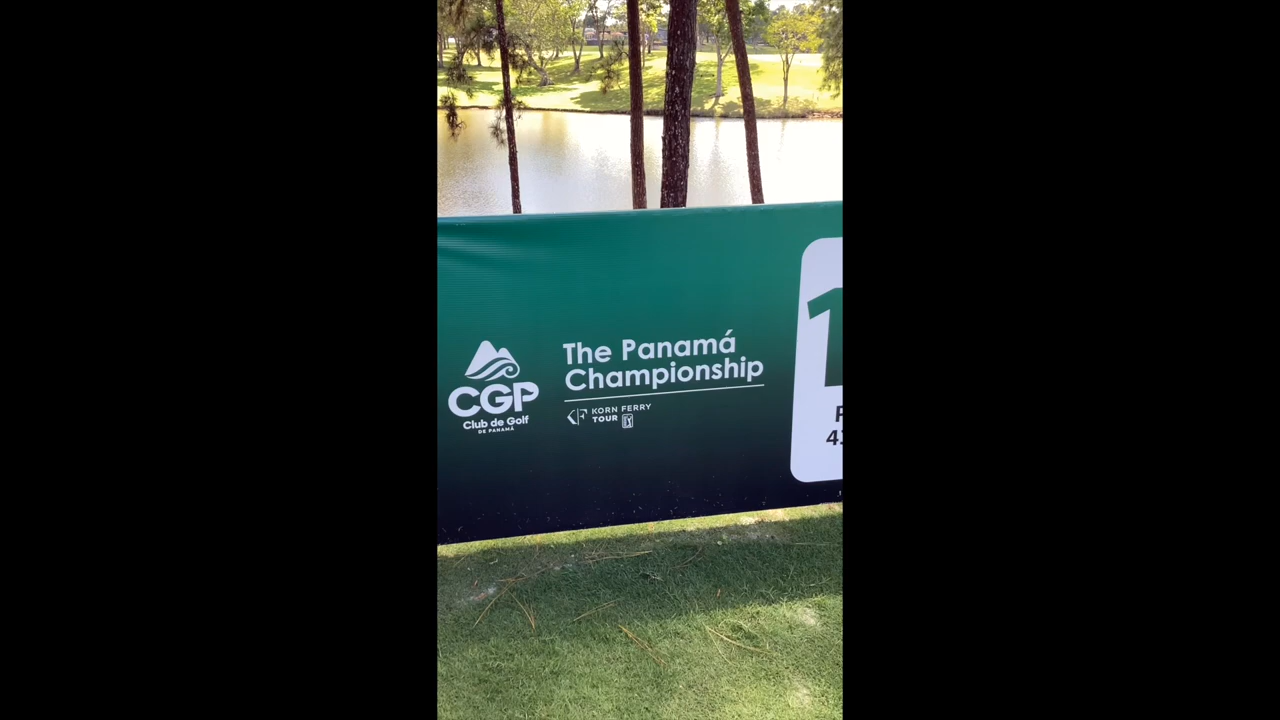 The Panamá
Championship
KORN FERRY
TOUR
CGP
Club de Golf
DE PANAMÁ